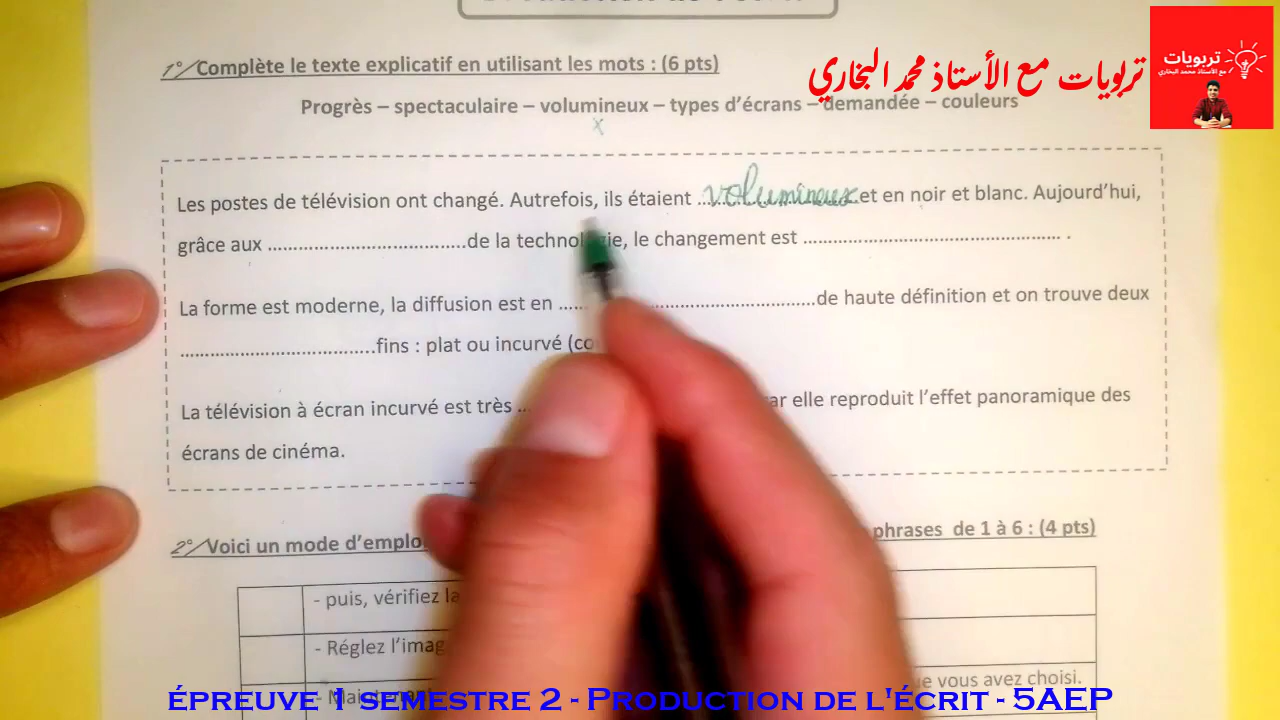 1°/ Complète le texte explicatif en utilisant les mots : (6 pts)
تربويات مع الأستاذ محمد البخاري
تربويات
مع الأستاذ محمد البخاري
Progrès – spectaculaire – volumineux – types d'écrans – demandée – couleurs
x
Les postes de télévision ont changé. Autrefois, ils étaient ...volumineux...et en noir et blanc. Aujourd'hui,
grâce aux ....................................de la technologie, le changement est .............................................. .
La forme est moderne, la diffusion est en ..............................................de haute définition et on trouve deux
....................................fins : plat ou incurvé
La télévision à écran incurvé est très ... elle reproduit l'effet panoramique des
écrans de cinéma.
2°/ Voici un mode phrases de 1 à 6 : (4 pts)
- puis, vérifiez la
- Réglez
vous avez choisi.
épreuve 1 semestre 2 - Production de l'écrit - 5AEP